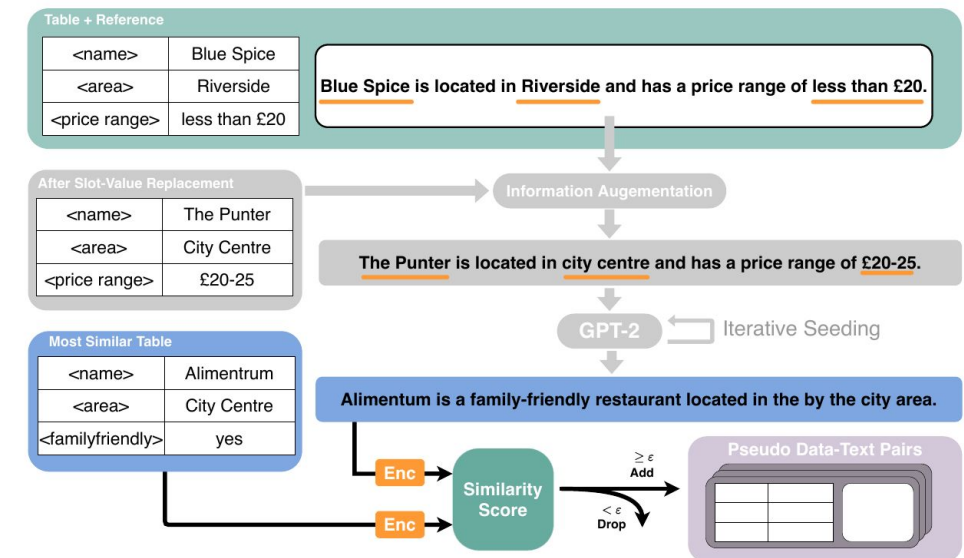 Table + Reference
<name> Blue Spice
<area> Riverside
<price range> less than £20
Blue Spice is located in Riverside and has a price range of less than £20.
After Slot-Value Replacement
<name> The Punter
<area> City Centre
<price range> £20-25
Information Augementation
The Punter is located in city centre and has a price range of £20-25.
GPT-2
Iterative Seeding
Most Similar Table
<name> Alimentrum
<area> City Centre
<familyfriendly> yes
Alimentum is a family-friendly restaurant located in the by the city area.
Enc
Enc
Similarity
Score
≥ ε
Add
< ε
Drop
Pseudo Data-Text Pairs